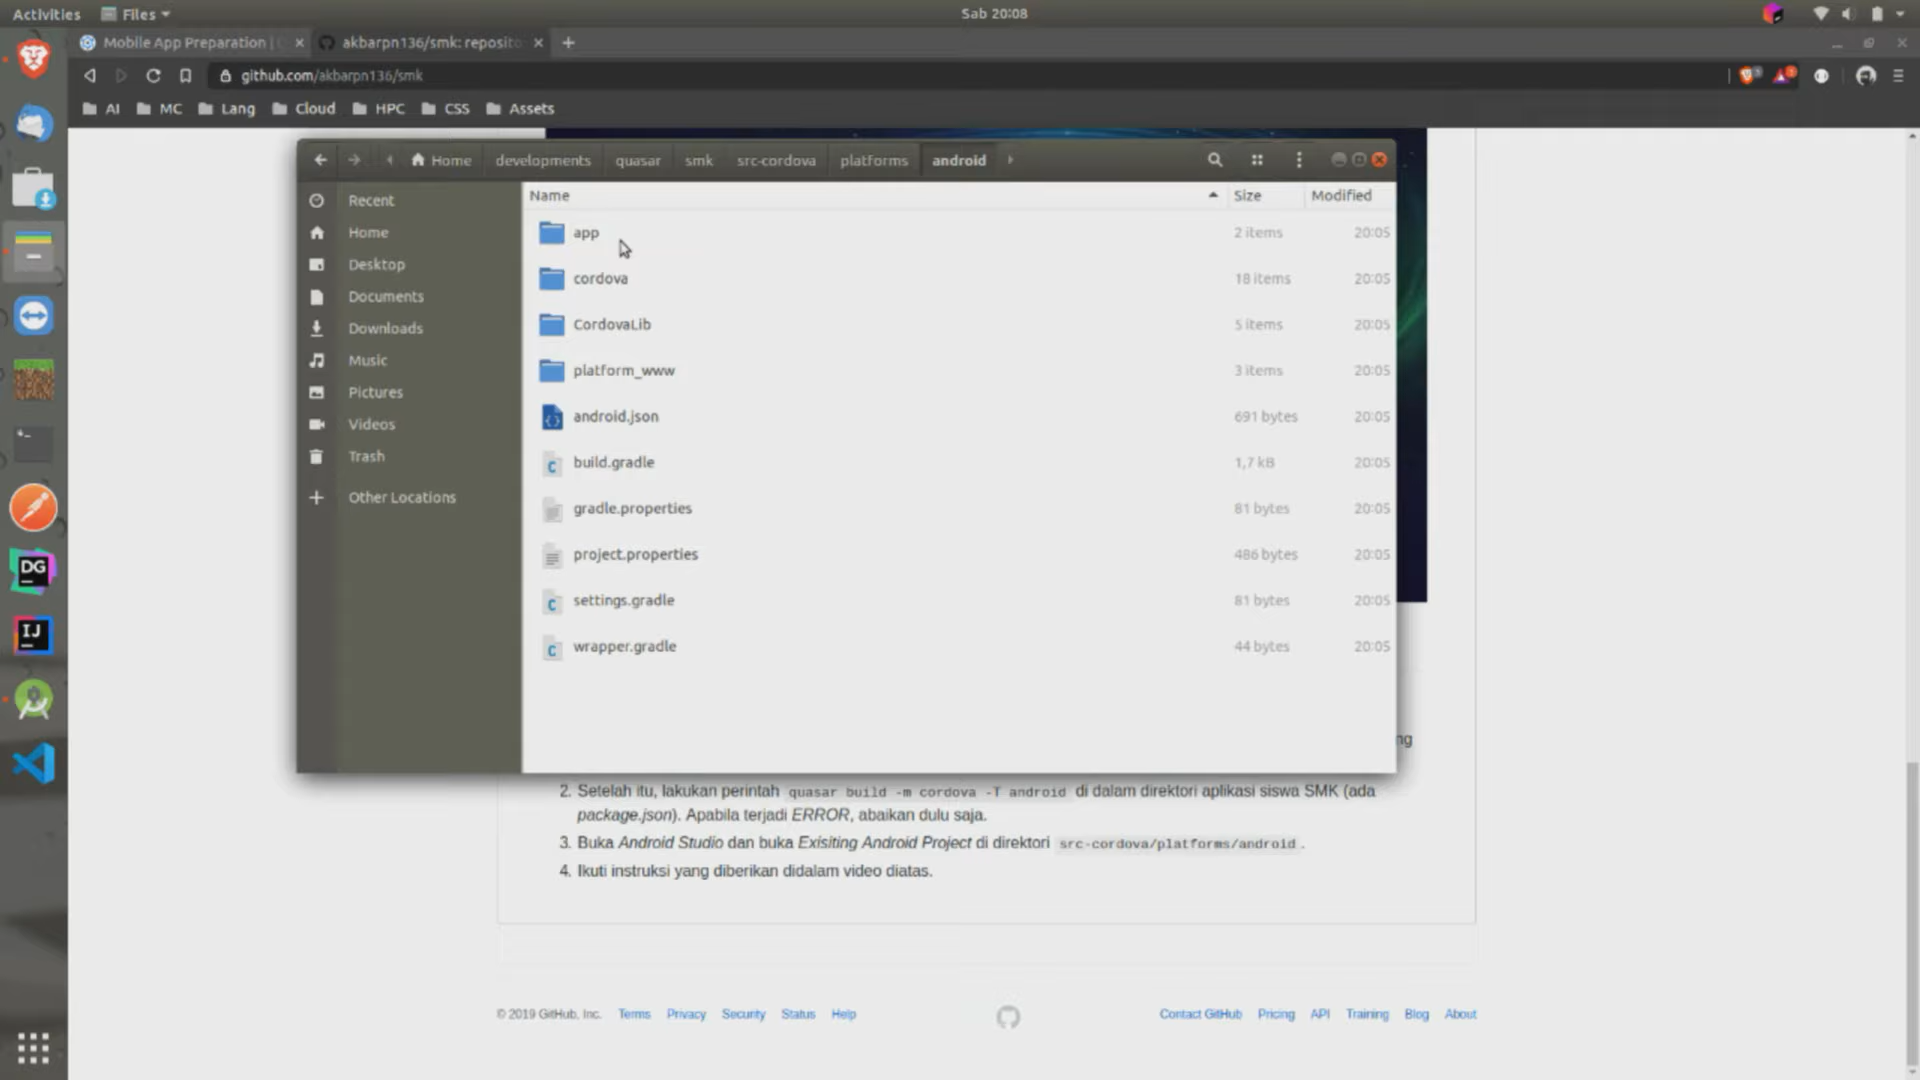 Activities
Files
Sab 20:08
Mobile App Preparation |
akbarpn136/smk: reposito
github.com/akbarpn136/smk
AI
MC
Lang
Cloud
HPC
CSS
Assets
Home
developments
quasar
smk
src-cordova
platforms
android
Recent
Home
Desktop
Documents
Downloads
Music
Pictures
Videos
Trash
Other Locations
Name Size Modified
app 2 items 20:05
cordova 18 items 20:05
CordovaLib 5 items 20:05
platform_www 3 items 20:05
android.json 691 bytes 20:05
build.gradle 1,7 kB 20:05
gradle.properties 81 bytes 20:05
project.properties 486 bytes 20:05
settings.gradle 81 bytes 20:05
wrapper.gradle 44 bytes 20:05
DG
IJ
ng
2. Setelah itu, lakukan perintah quasar build -m cordova -T android di dalam direktori aplikasi siswa SMK (ada
package.json). Apabila terjadi ERROR, abaikan dulu saja.
3. Buka Android Studio dan buka Exisiting Android Project di direktori src-cordova/platforms/android .
4. Ikuti instruksi yang diberikan didalam video diatas.
© 2019 GitHub, Inc. Terms Privacy Security Status Help
Contact GitHub Pricing API Training Blog About